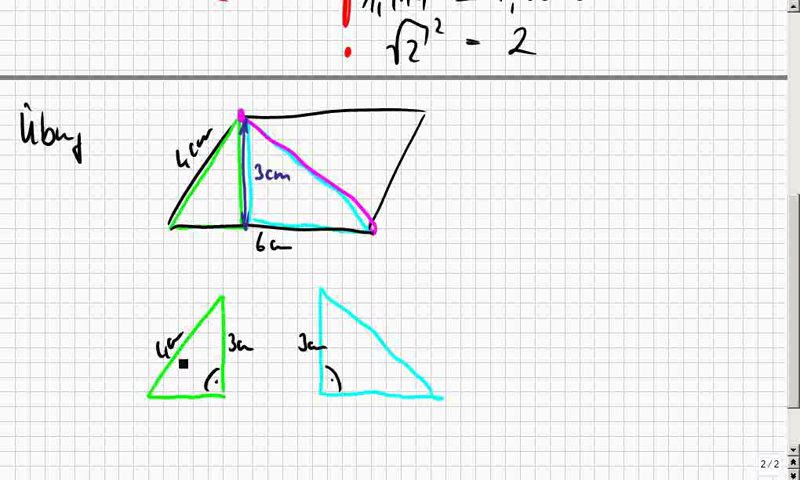 √2² = 2
Übung
4cm
3cm
6cm
4cm
3cm
3cm
2/2